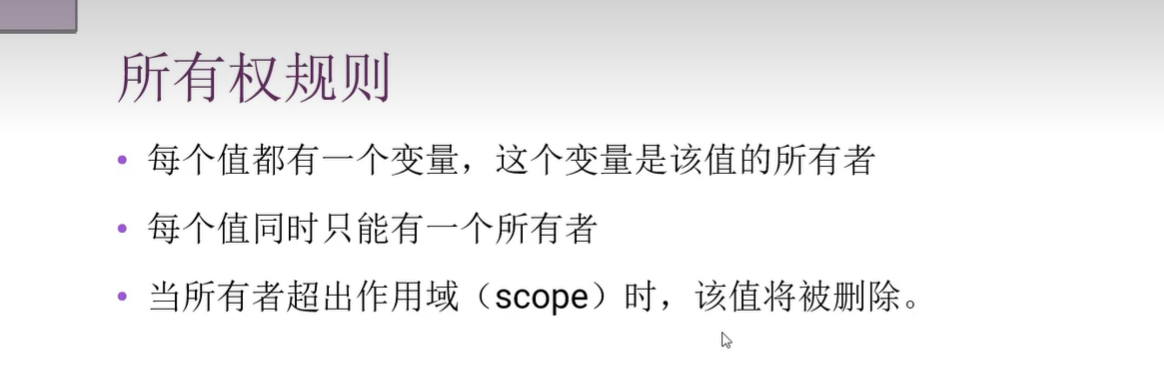 所有权规则
• 每个值都有一个变量，这个变量是该值的所有者
• 每个值同时只能有一个所有者
• 当所有者超出作用域（scope）时，该值将被删除。